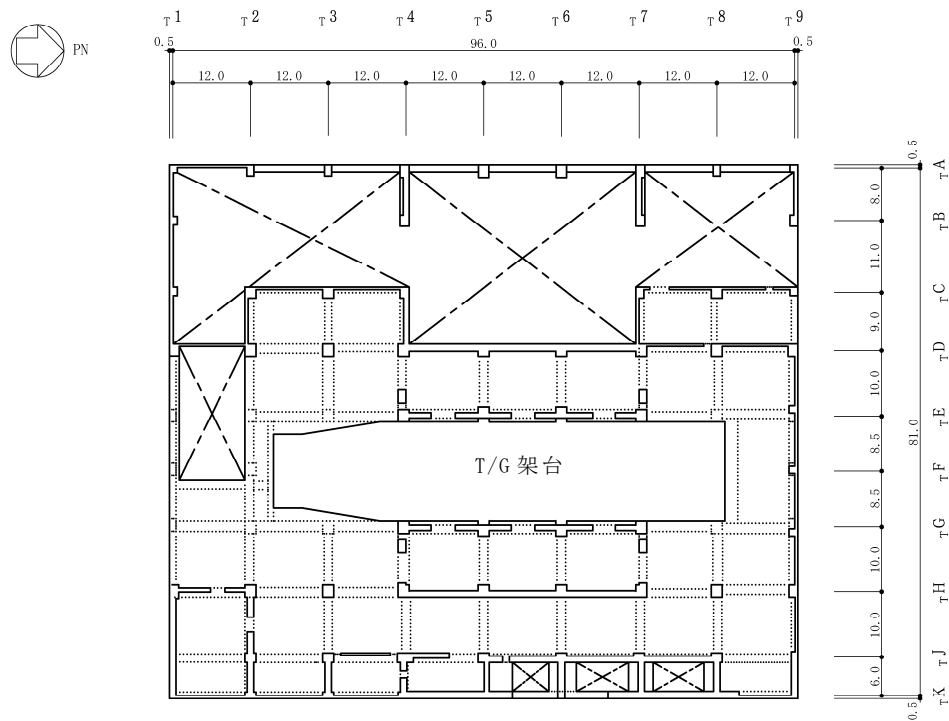 T1 T2 T3 T4 T5 T6 T7 T8 T9
PN
0.5 96.0 0.5
12.0 12.0 12.0 12.0 12.0 12.0 12.0 12.0
T/G 架台
TA
TB
TC
TD
TE
TF
TG
TH
TJ
TK
0.5
8.0
11.0
9.0
10.0
8.5
8.5
10.0
10.0
6.0
81.0
0.5